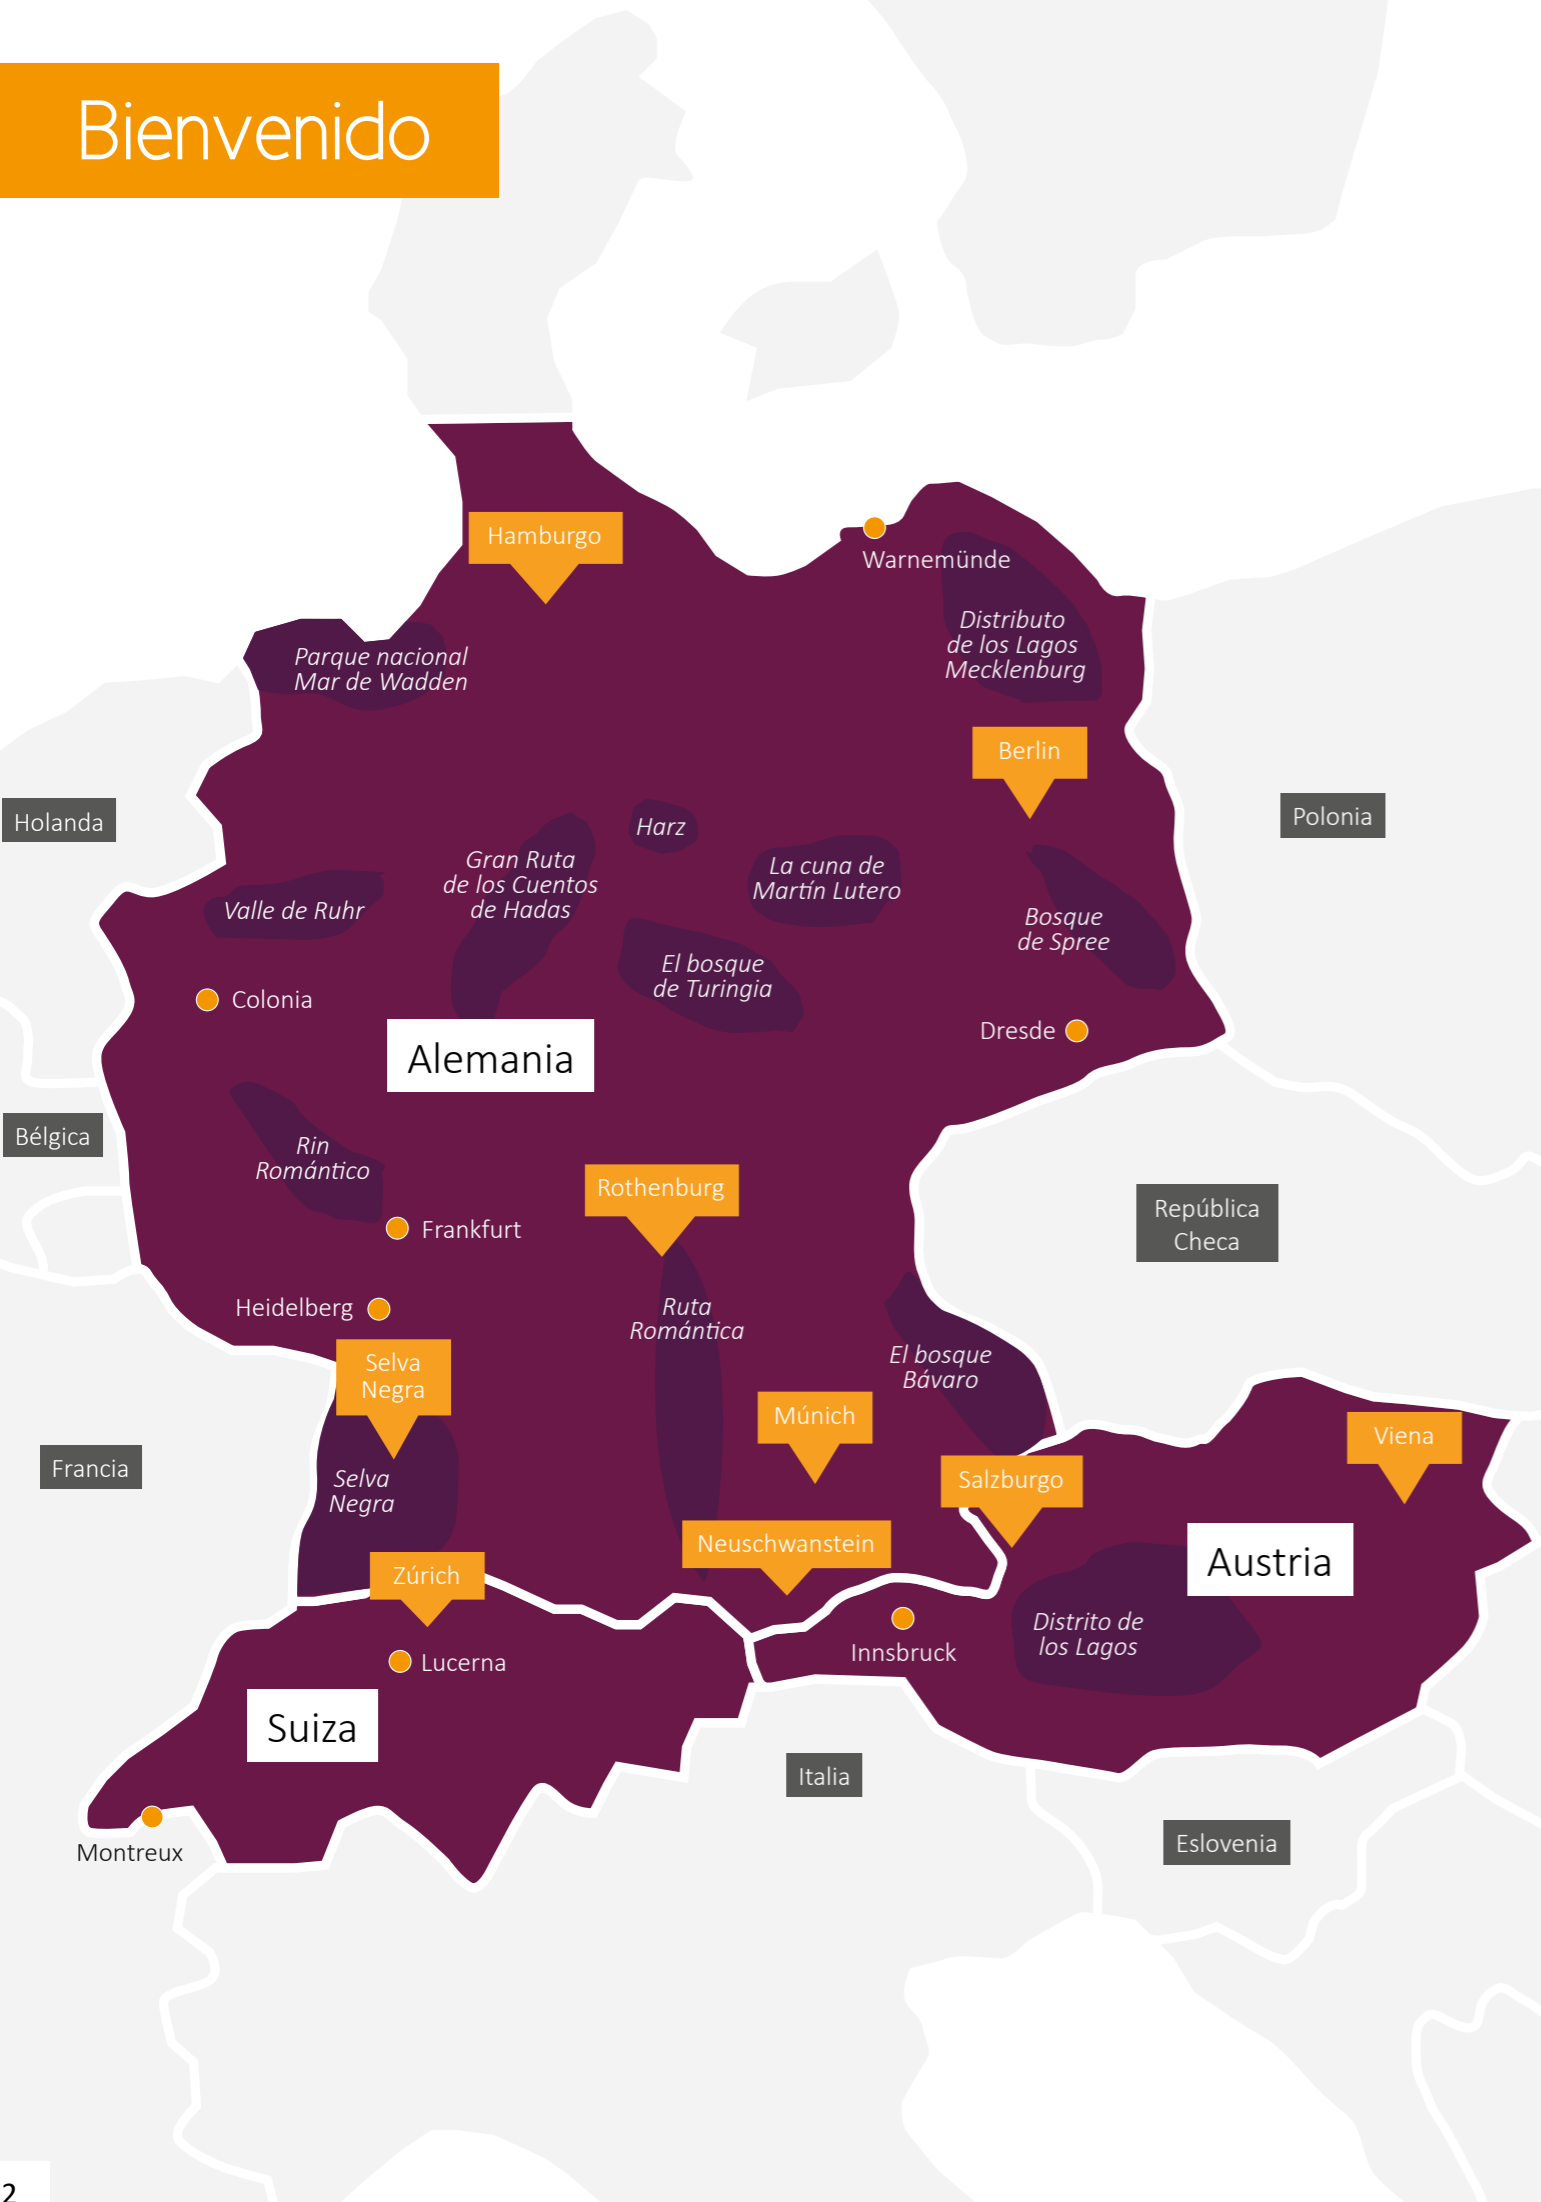 Bienvenido
Hamburgo
Warnemünde
Distributo
de los Lagos
Mecklenburg
Parque nacional
Mar de Wadden
Berlin
Holanda
Polonia
Harz
Gran Ruta
de los Cuentos
de Hadas
La cuna de
Martín Lutero
Valle de Ruhr
Bosque
de Spree
El bosque
de Turingia
Colonia
Dresde
Alemania
Bélgica
Rin
Romántico
Rothenburg
República
Checa
Frankfurt
Heidelberg
Ruta
Romántica
Selva
Negra
El bosque
Bávaro
Múnich
Viena
Francia
Selva
Negra
Salzburgo
Neuschwanstein
Austria
Zúrich
Distrito de
los Lagos
Innsbruck
Lucerna
Suiza
Italia
Montreux
Eslovenia
2